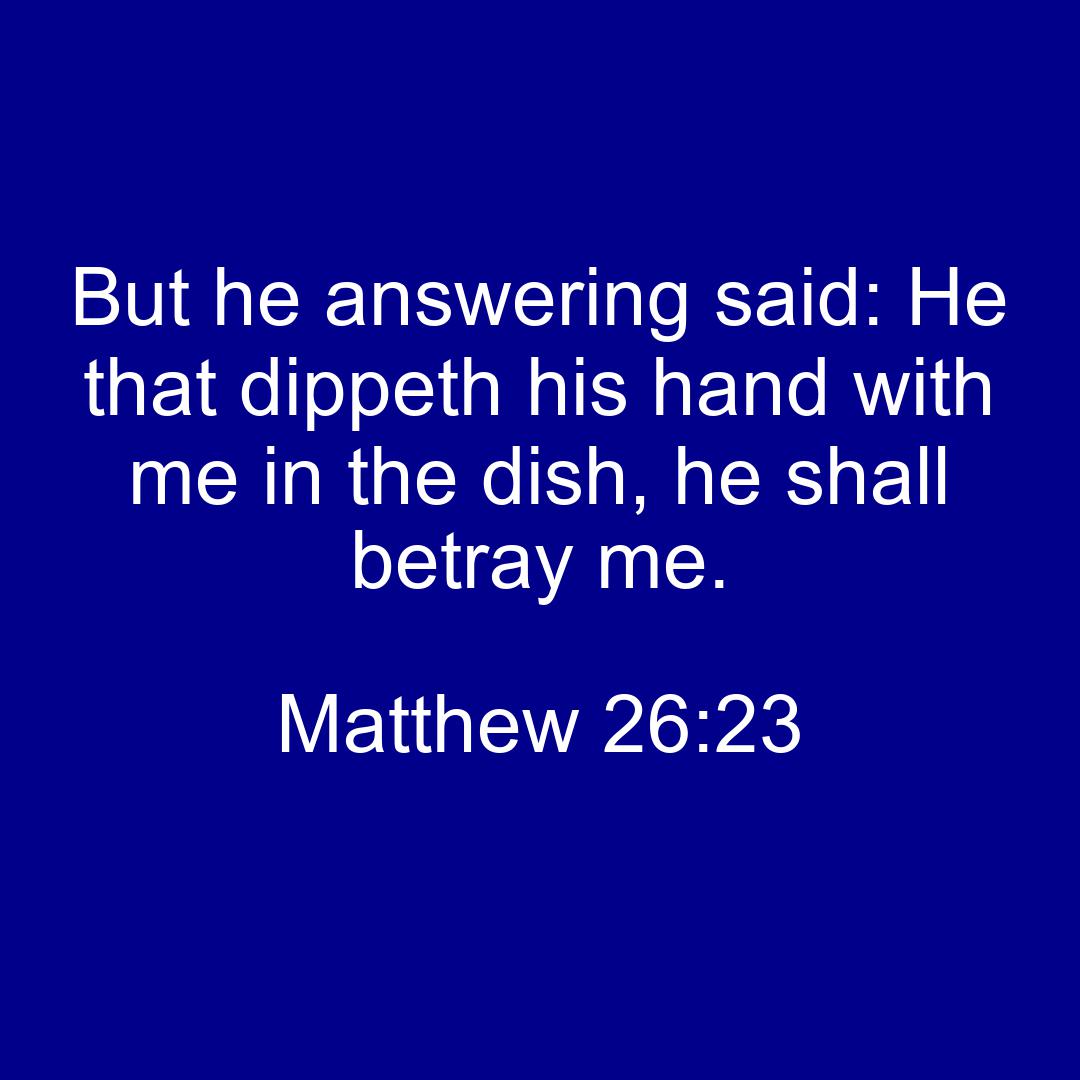 But he answering said: He
that dippeth his hand with
me in the dish, he shall
betray me.
Matthew 26:23